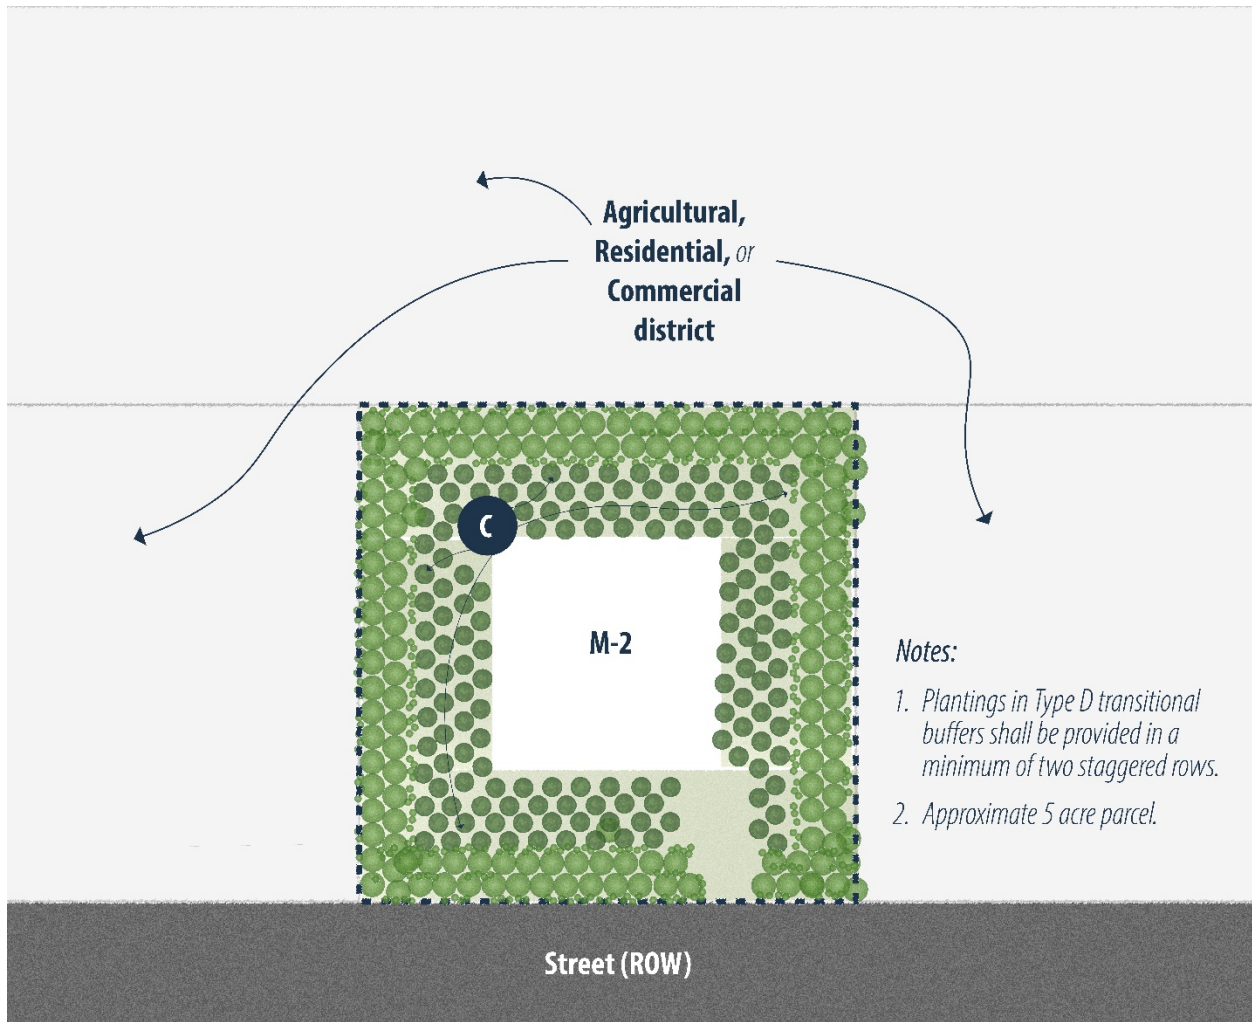 Agricultural,
Residential, or
Commercial
district
C
M-2
Notes:
1. Plantings in Type D transitional
buffers shall be provided in a
minimum of two staggered rows.
2. Approximate 5 acre parcel.
Street (ROW)